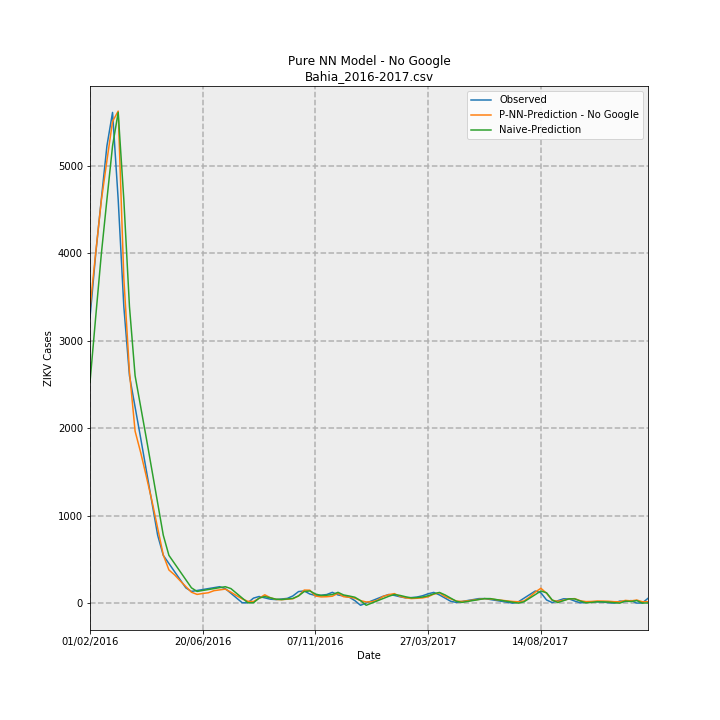 Pure NN Model - No Google
Bahia_2016-2017.csv
Observed
P-NN-Prediction - No Google
Naive-Prediction
ZIKV Cases
5000
4000
3000
2000
1000
0
01/02/2016
20/06/2016
07/11/2016
27/03/2017
14/08/2017
Date